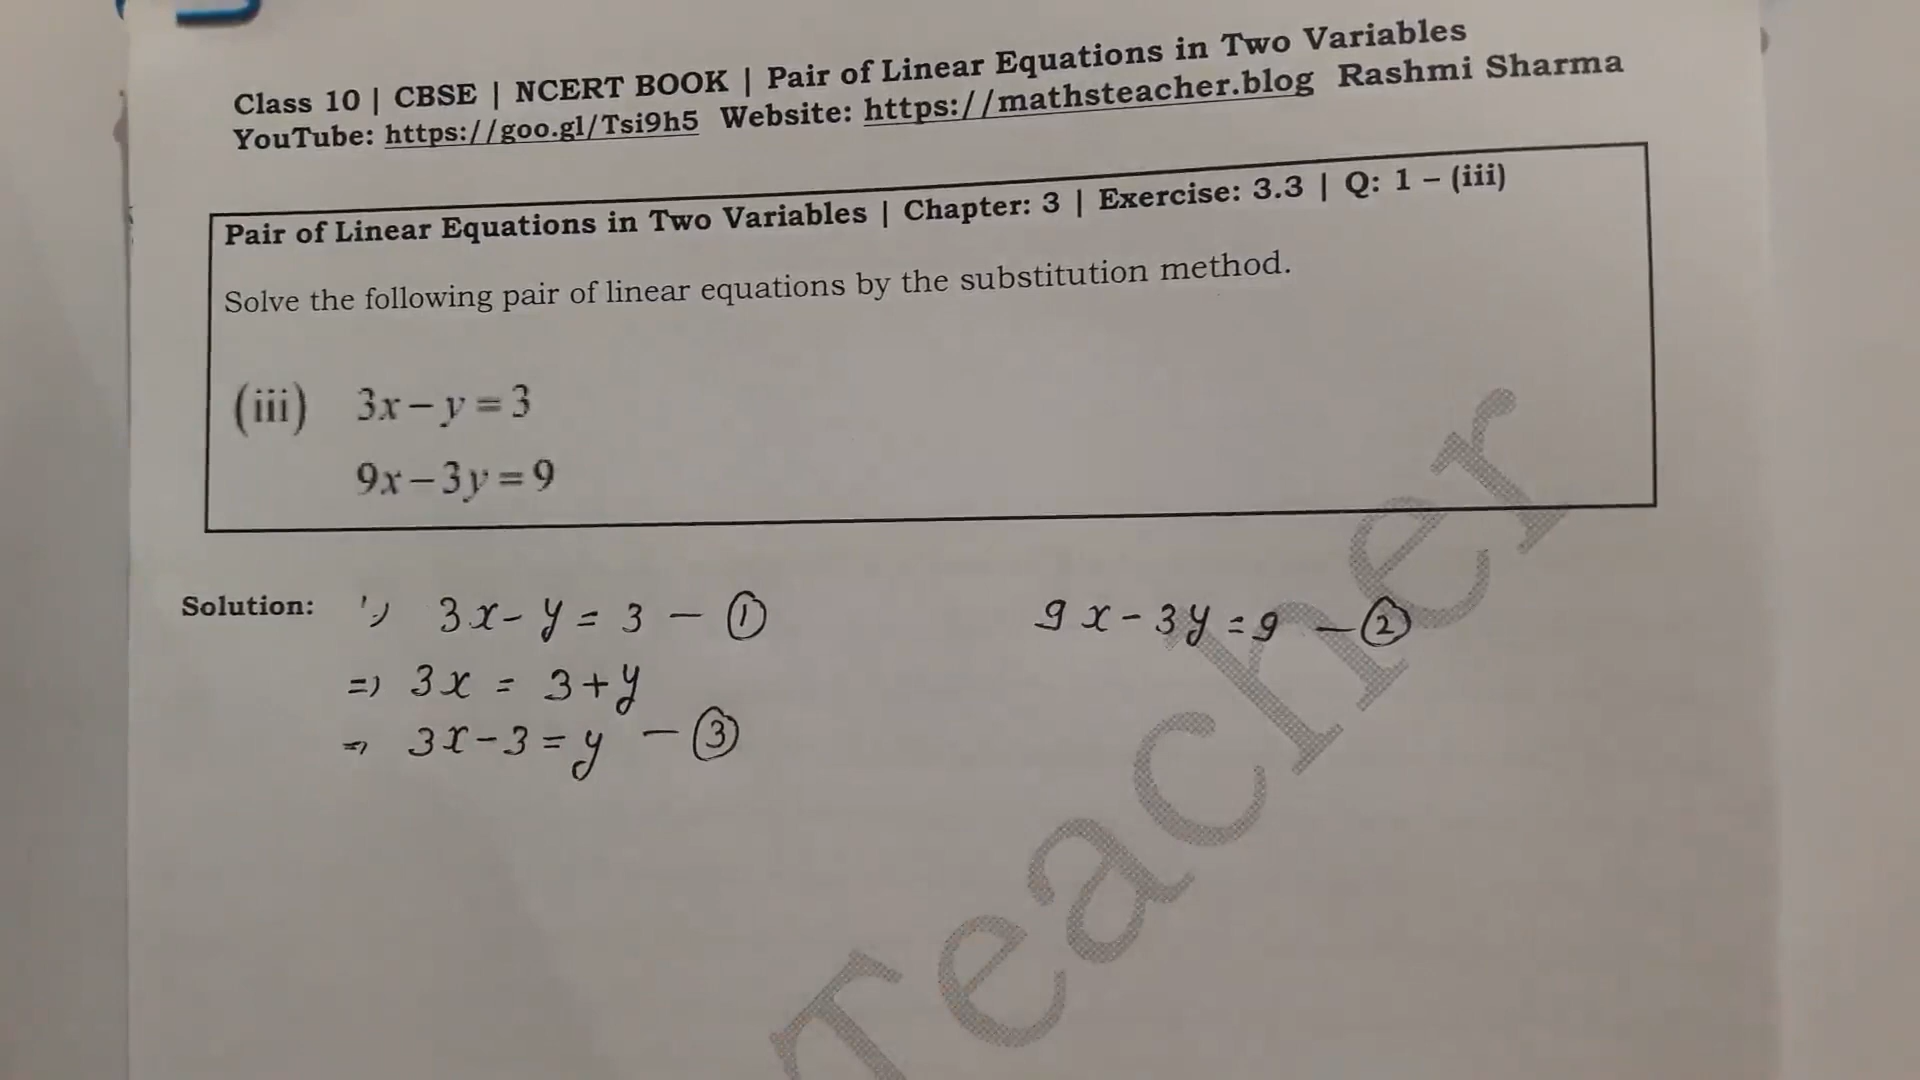 Class 10 | CBSE | NCERT BOOK | Pair of Linear Equations in Two Variables
YouTube: https://goo.gl/Tsi9h5 Website: https://mathsteacher.blog Rashmi Sharma
Pair of Linear Equations in Two Variables | Chapter: 3 | Exercise: 3.3 | Q: 1 – (iii)
Solve the following pair of linear equations by the substitution method.
(iii) 3x – y = 3
9x – 3y = 9
Solution: 3x - y = 3 — ① 9x - 3y = 9 — ②
⇒ 3x = 3 + y
⇒ 3x - 3 = y — ③
Teacher